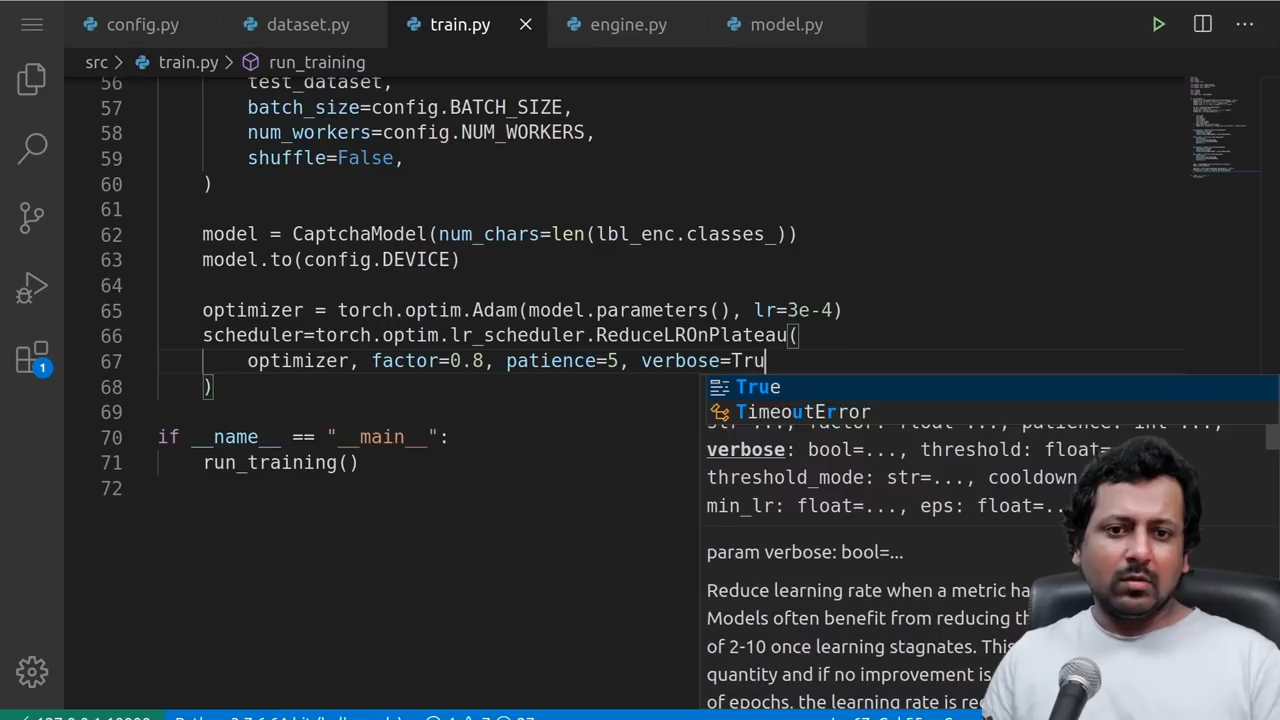 config.py
dataset.py
train.py
engine.py
model.py
src
train.py
run_training
56
test_dataset,
57
batch_size=config.BATCH_SIZE,
58
num_workers=config.NUM_WORKERS,
59
shuffle=False,
60
)
61
62
model = CaptchaModel(num_chars=len(lbl_enc.classes_))
63
model.to(config.DEVICE)
64
65
optimizer = torch.optim.Adam(model.parameters(), lr=3e-4)
66
scheduler=torch.optim.lr_scheduler.ReduceLROnPlateau(
67
optimizer, factor=0.8, patience=5, verbose=Tru
68
)
69
70
if __name__ == "__main__":
71
run_training()
72
True
TimeoutError
str=..., factor: float=..., patience: int=...,
verbose: bool=..., threshold: float=
threshold_mode: str=..., cooldown
min_lr: float=..., eps: float=..
param verbose: bool=...
Reduce learning rate when a metric ha
Models often benefit from reducing th
of 2-10 once learning stagnates. This
quantity and if no improvement is
of epochs, the learning rate is re
1